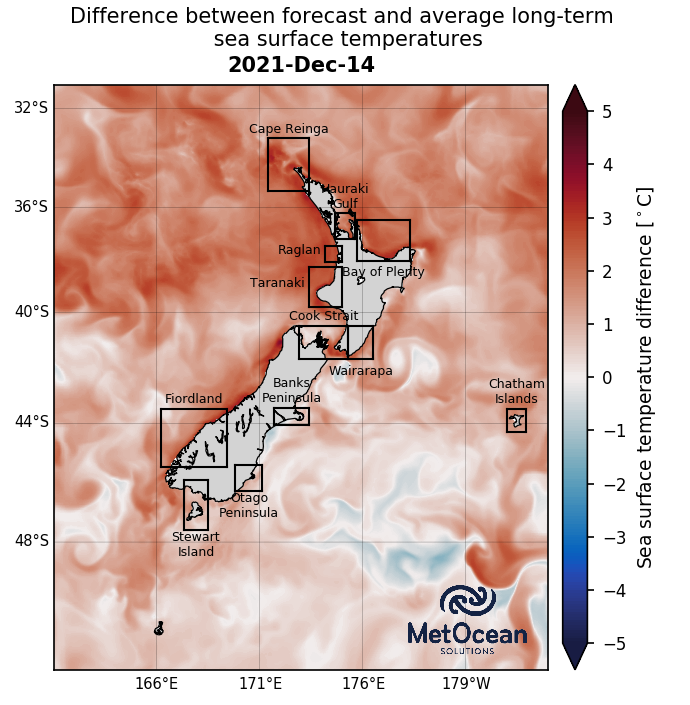 Difference between forecast and average long-term
sea surface temperatures
2021-Dec-14
32°S
36°S
40°S
44°S
48°S
166°E
171°E
176°E
179°W
Cape Reinga
Hauraki
Gulf
Raglan
Bay of Plenty
Taranaki
Cook Strait
Wairarapa
Banks
Peninsula
Chatham
Islands
Fiordland
Otago
Peninsula
Stewart
Island
MetOcean
SOLUTIONS
5
4
3
2
1
0
−1
−2
−3
−4
−5
Sea surface temperature difference [°C]